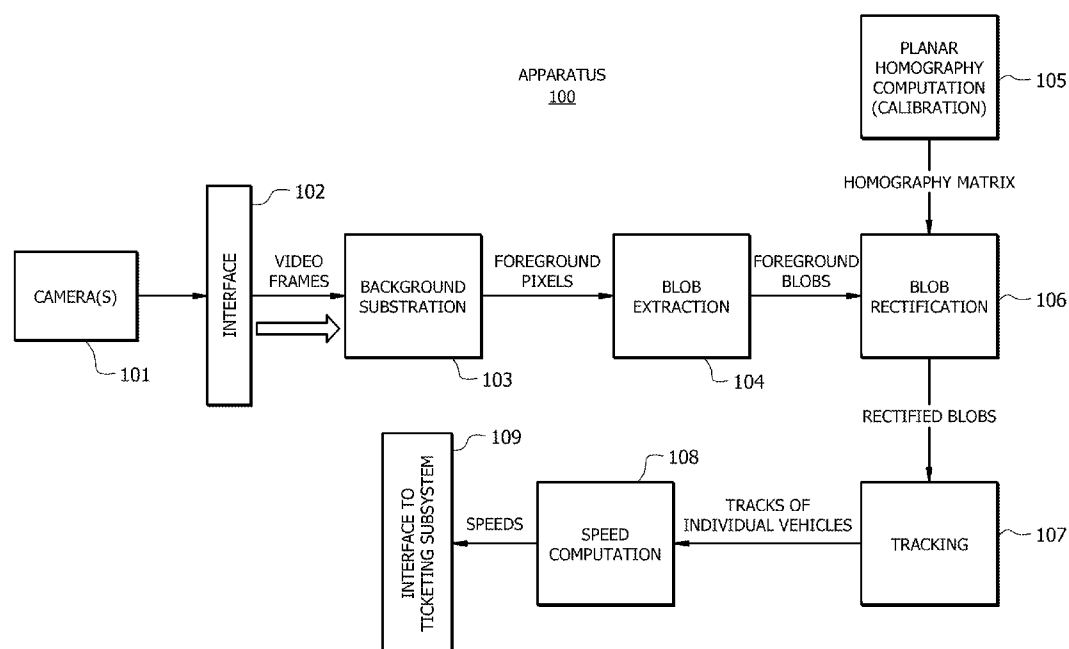 APPARATUS
100
PLANAR
HOMOGRAPHY
COMPUTATION
(CALIBRATION)
105
HOMOGRAPHY MATRIX
CAMERA(S)
101
INTERFACE
102
VIDEO
FRAMES
BACKGROUND
SUBSTRATION
103
FOREGROUND
PIXELS
BLOB
EXTRACTION
104
FOREGROUND
BLOBS
BLOB
RECTIFICATION
106
RECTIFIED BLOBS
TRACKING
107
TRACKS OF
INDIVIDUAL VEHICLES
SPEED
COMPUTATION
108
SPEEDS
INTERFACE TO
TICKETING SUBSYSTEM
109